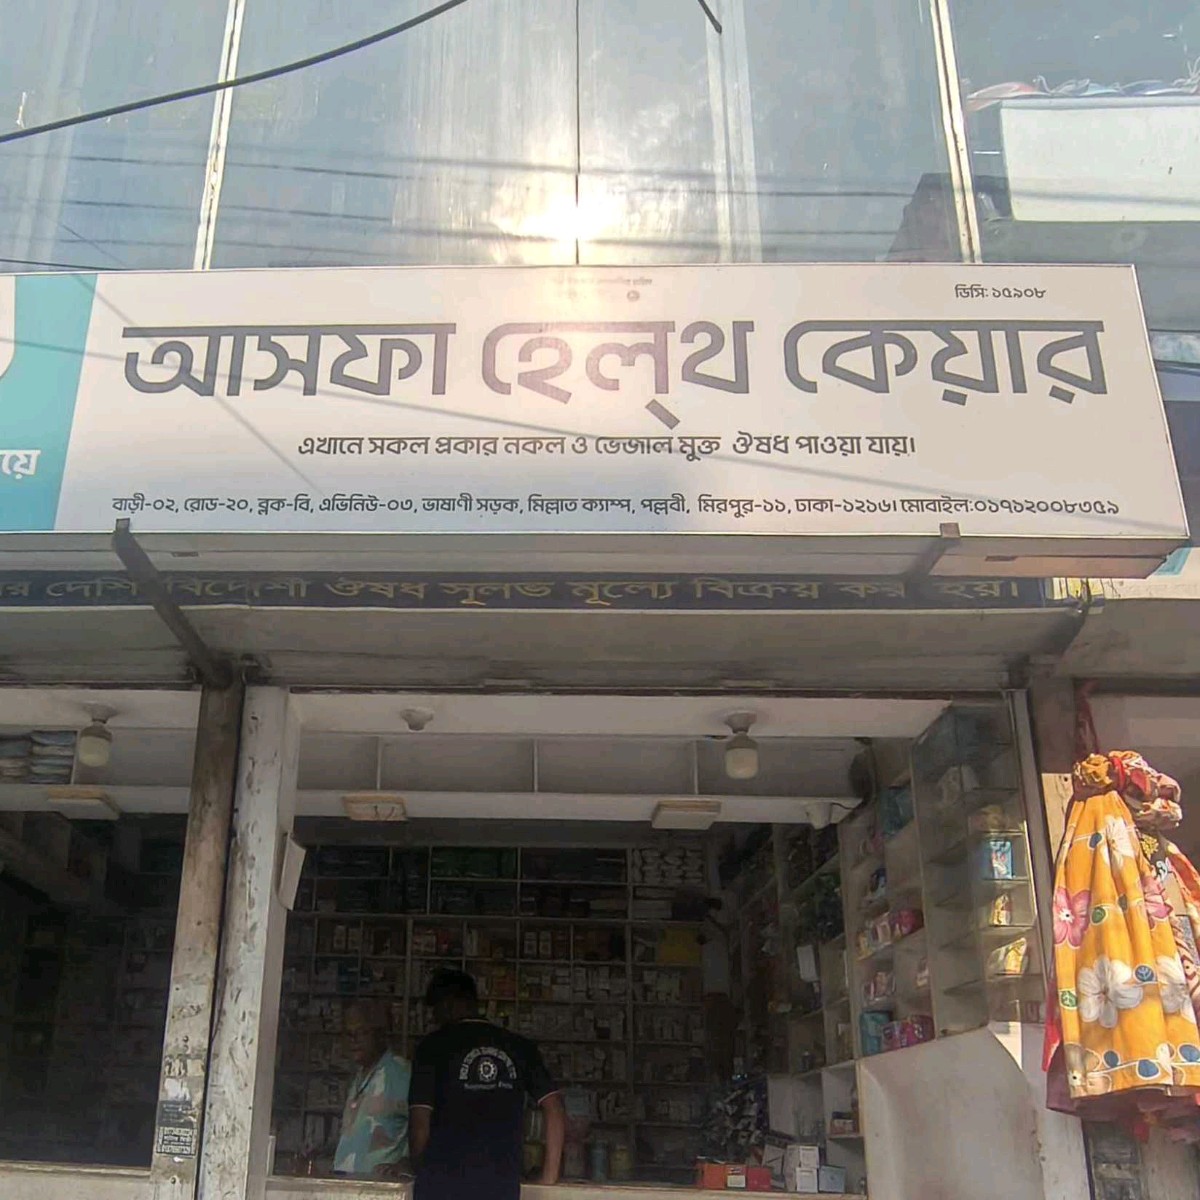 ডিসি: ১৫৯০৮
আসফা হেল্থ কেয়ার
এখানে সকল প্রকার নকল ও ভেজাল মুক্ত ঔষধ পাওয়া যায়।
বাড়ী-০২, রোড-২০, ব্লক-বি, এভিনিউ-০৩, ভাষাণী সড়ক, মিল্লাত ক্যাম্প, পল্লবী, মিরপুর-১১, ঢাকা-১২১৬। মোবাইল:০১৭১২০০৮৩৫৯
য়ে
র দেশি বিদেশী ঔষধ সূলভ মূল্যে বিক্রয় করা হয়।